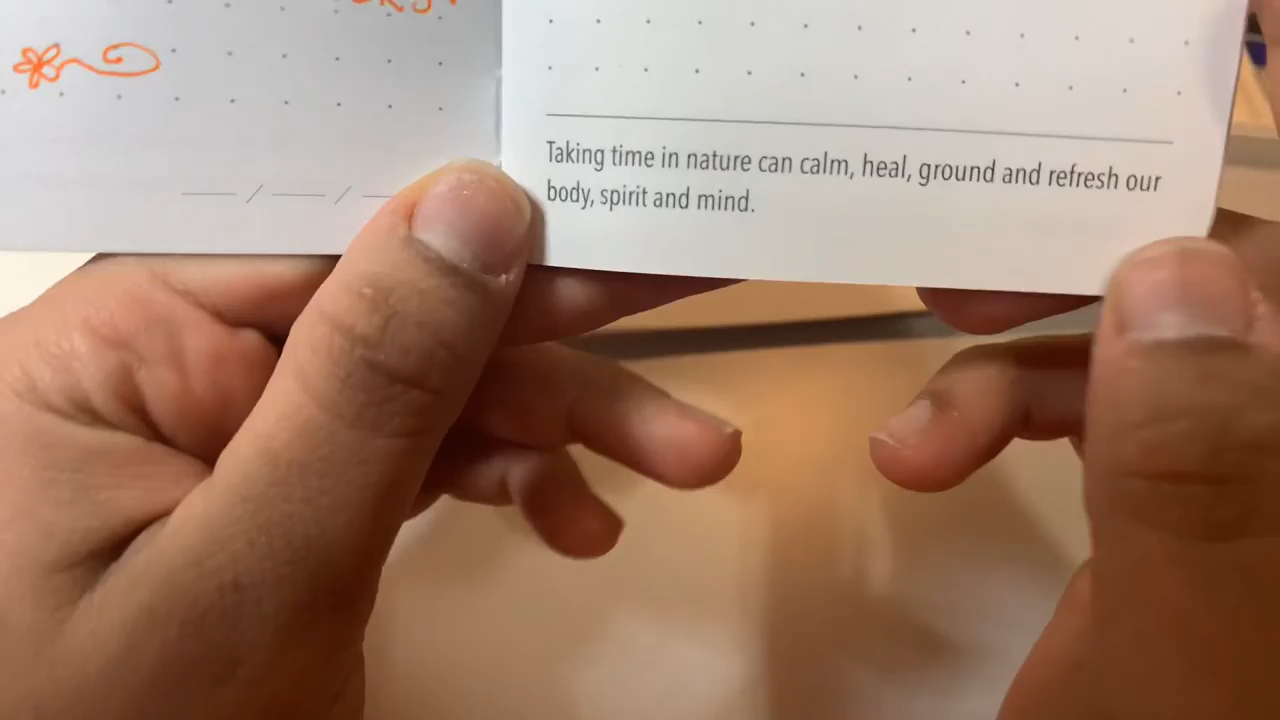 Taking time in nature can calm, heal, ground and refresh our
body, spirit and mind.